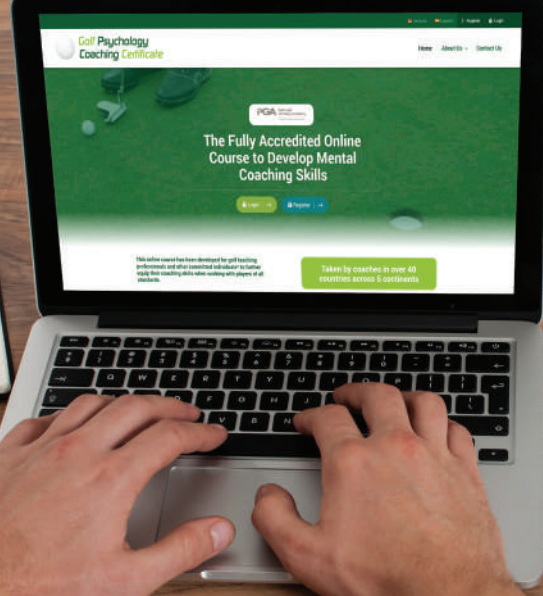 Register
Login
Golf Psychology
Coaching Certificate
Home About Us Contact Us
PGA
The Fully Accredited Online
Course to Develop Mental
Coaching Skills
Login
Register
This online course has been developed for golf teaching
professionals and other committed individuals* to further
equip their coaching skills when working with players of all
standards.
Taken by coaches in over 40
countries across 5 continents
Q W E R T Y U I O P